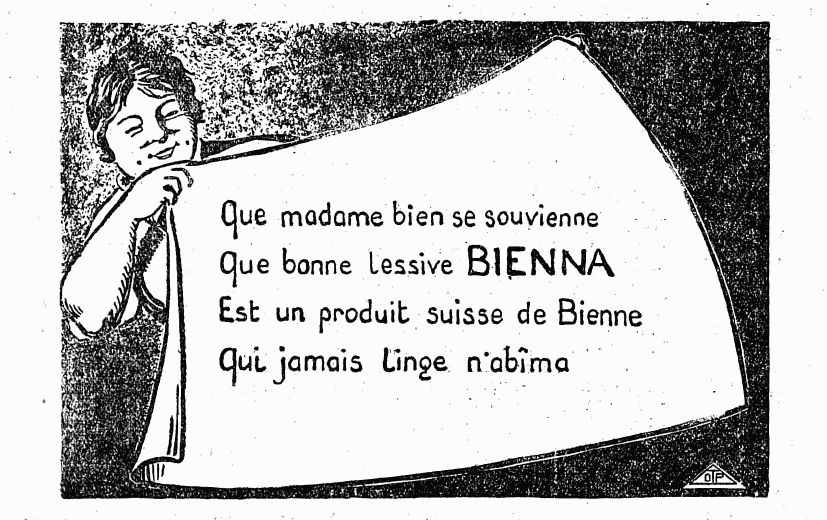 Que madame bien se souvienne
Que bonne lessive BIENNA
Est un produit suisse de Bienne
Qui jamais linge n'abîma
OTP